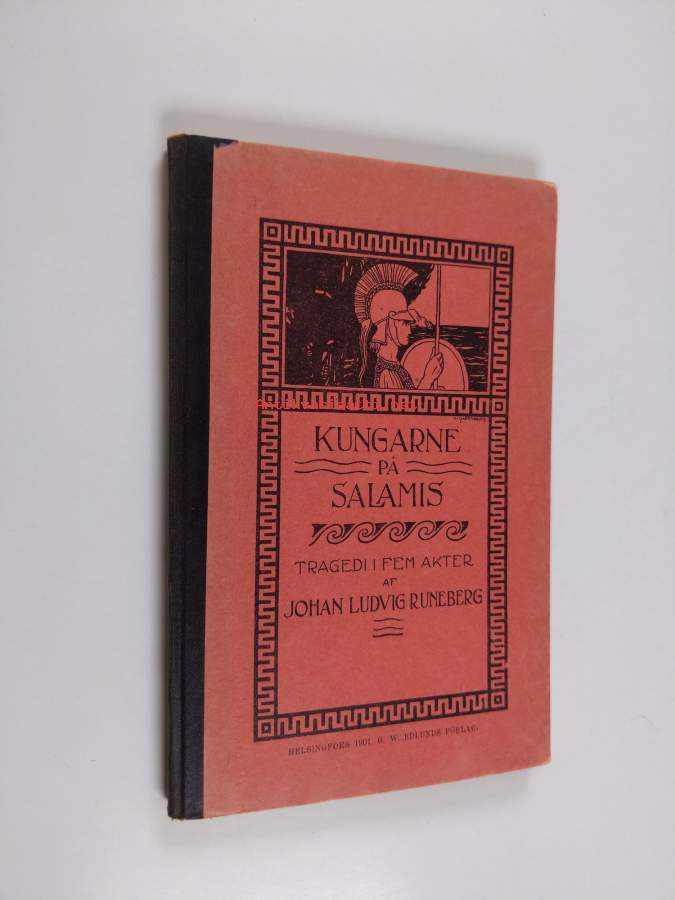 KUNGARNE
PÅ
SALAMIS
TRAGEDI I FEM AKTER
AF
JOHAN LUDVIG RUNEBERG
HELSINGFORS 1901. G. W. EDLUNDS FÖRLAG.